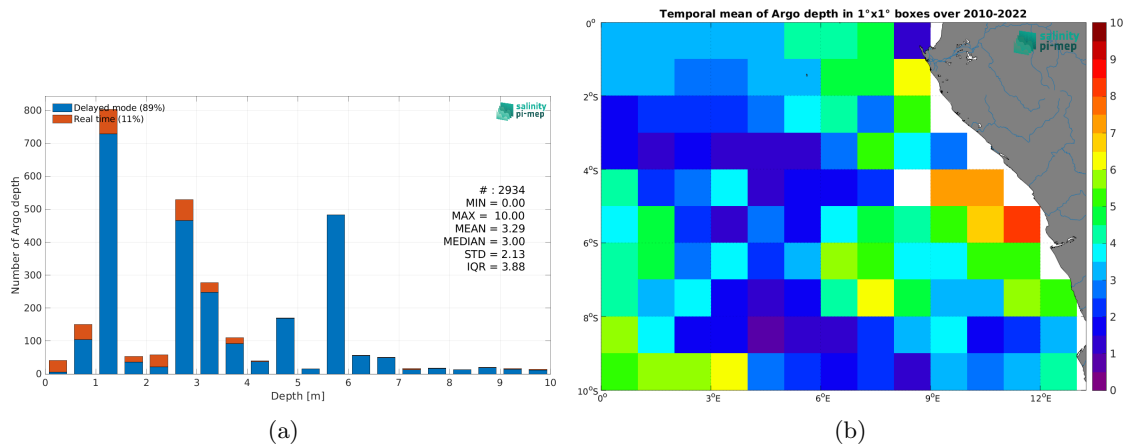 Delayed mode (89%)
Real time (11%)
salinity
pi-mep
# : 2934
MIN = 0.00
MAX = 10.00
MEAN = 3.29
MEDIAN = 3.00
STD = 2.13
IQR = 3.88
Number of Argo depth
800
700
600
500
400
300
200
100
0
0 1 2 3 4 5 6 7 8 9 10
Depth [m]
(a)
Temporal mean of Argo depth in 1°x1° boxes over 2010-2022
salinity
pi-mep
0°
2°S
4°S
6°S
8°S
10°S
0° 3°E 6°E 9°E 12°E
10
9
8
7
6
5
4
3
2
1
0
(b)